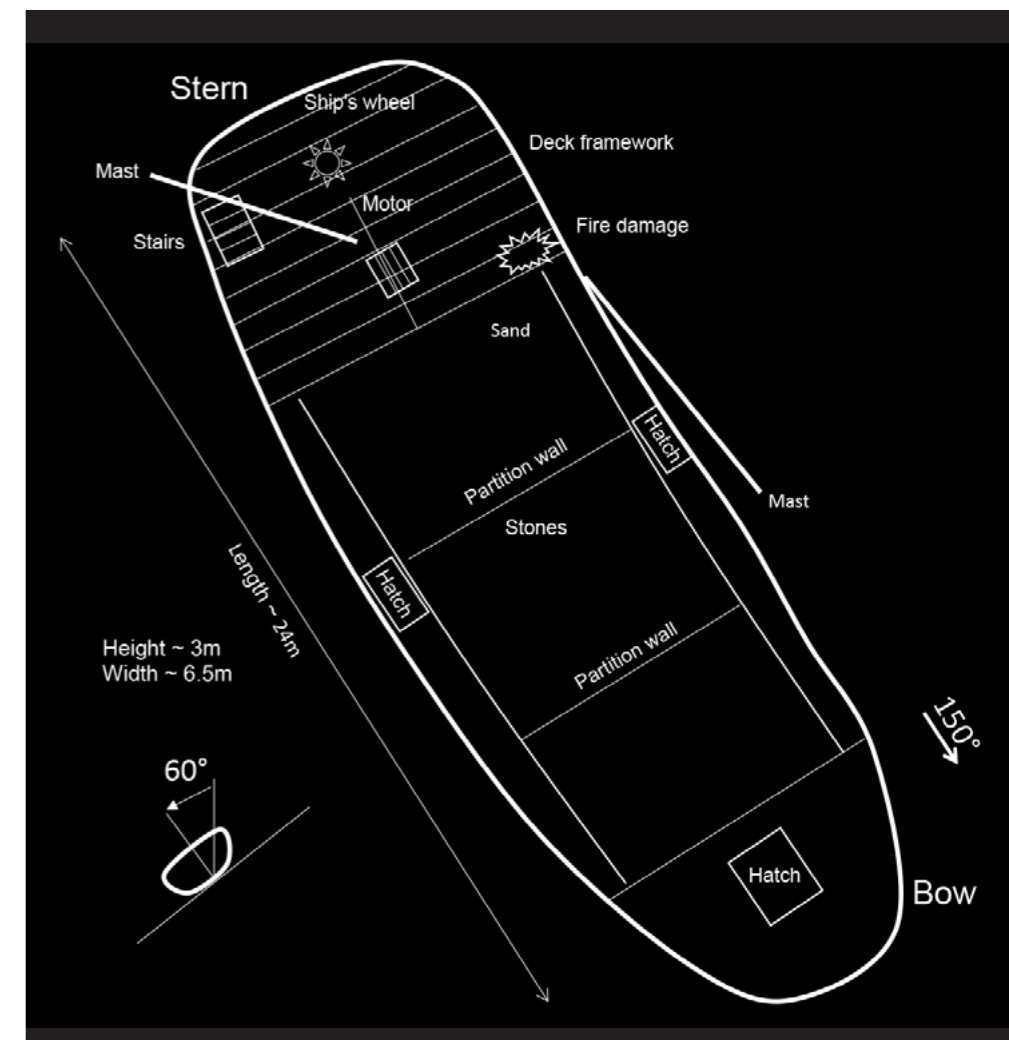 Stern
Ship's wheel
Deck framework
Mast
Motor
Fire damage
Stairs
Sand
Hatch
Partition wall
Mast
Stones
Length ~ 24m
Hatch
Height ~ 3m
Width ~ 6.5m
Partition wall
150°
60°
Hatch
Bow